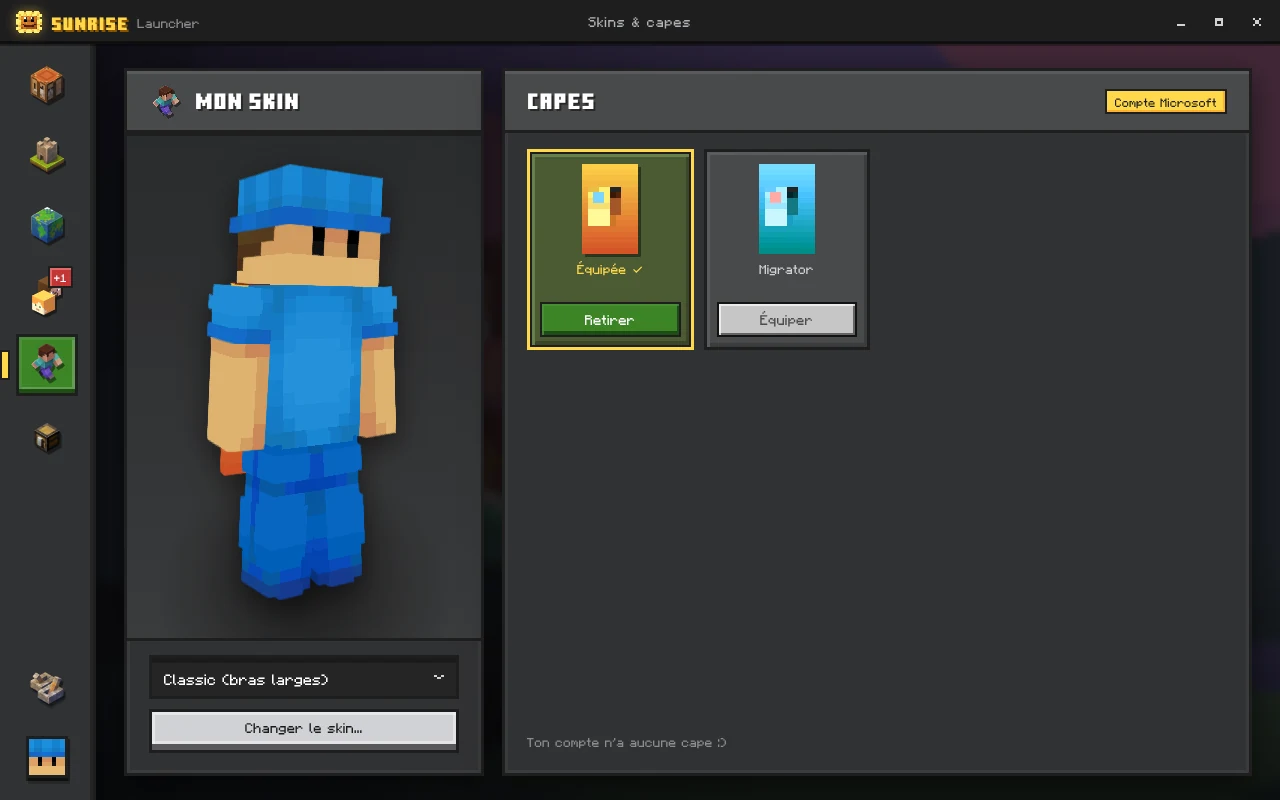 SUNRISE Launcher
Skins & capes
+1
MON SKIN
Classic (bras larges)
Changer le skin...
CAPES
Compte Microsoft
Équipée ✓
Retirer
Migrator
Équiper
Ton compte n'a aucune cape :)